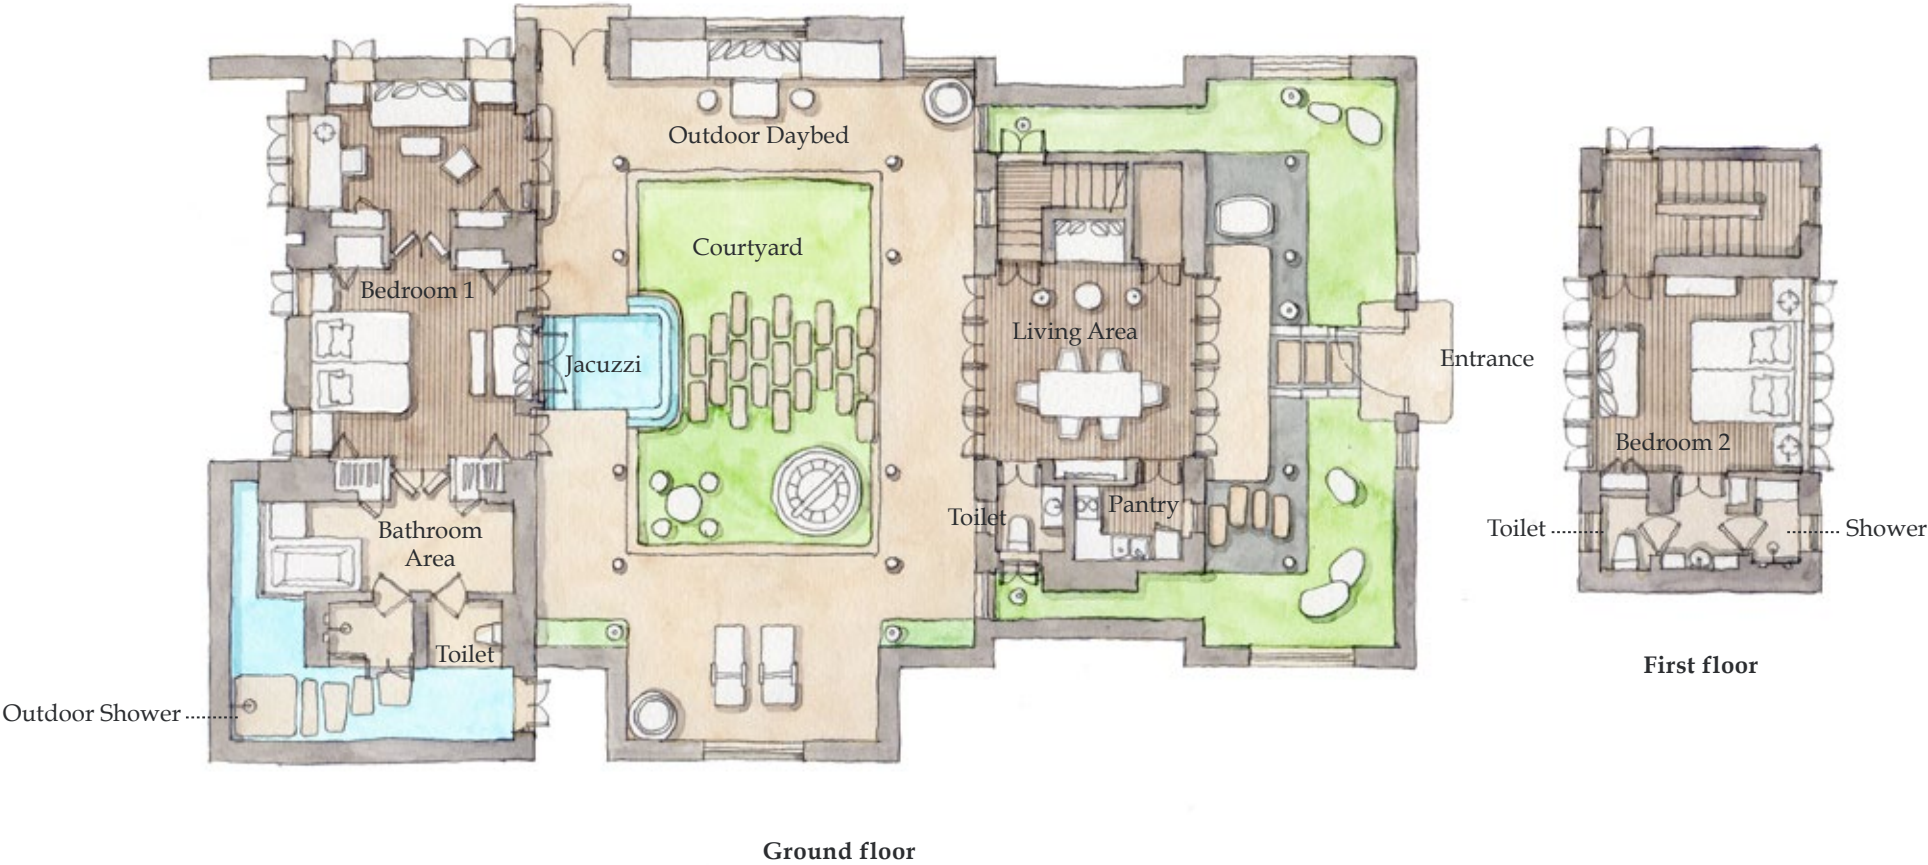 Outdoor Daybed
Courtyard
Bedroom 1
Living Area
Jacuzzi
Entrance
Bedroom 2
Pantry
Toilet
Bathroom
Area
Toilet
Shower
Toilet
Outdoor Shower
First floor
Ground floor